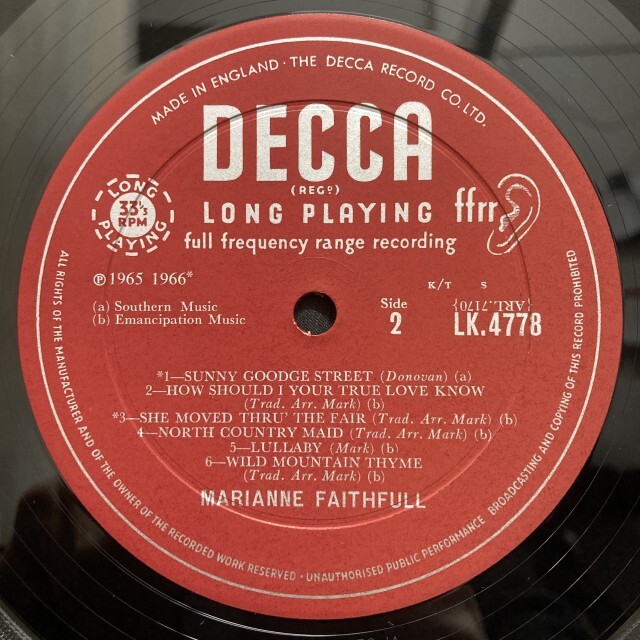 MADE IN ENGLAND · THE DECCA RECORD CO. LTD.
DECCA
(REGD)
LONG PLAYING
ffrr
full frequency range recording
LONG
33⅓
RPM
PLAYING
℗ 1965 1966*
(a) Southern Music
(b) Emancipation Music
Side
2
K/T S
{ARL.7170}
LK.4778
*1—SUNNY GOODGE STREET (Donovan) (a)
2—HOW SHOULD I YOUR TRUE LOVE KNOW
(Trad. Arr. Mark) (b)
*3—SHE MOVED THRU' THE FAIR (Trad. Arr. Mark) (b)
4—NORTH COUNTRY MAID (Trad. Arr. Mark) (b)
5—LULLABY (Mark) (b)
6—WILD MOUNTAIN THYME
(Trad. Arr. Mark) (b)
MARIANNE FAITHFULL
ALL RIGHTS OF THE MANUFACTURER AND OF THE OWNER OF THE RECORDED WORK RESERVED · UNAUTHORISED PUBLIC PERFORMANCE BROADCASTING AND COPYING OF THIS RECORD PROHIBITED